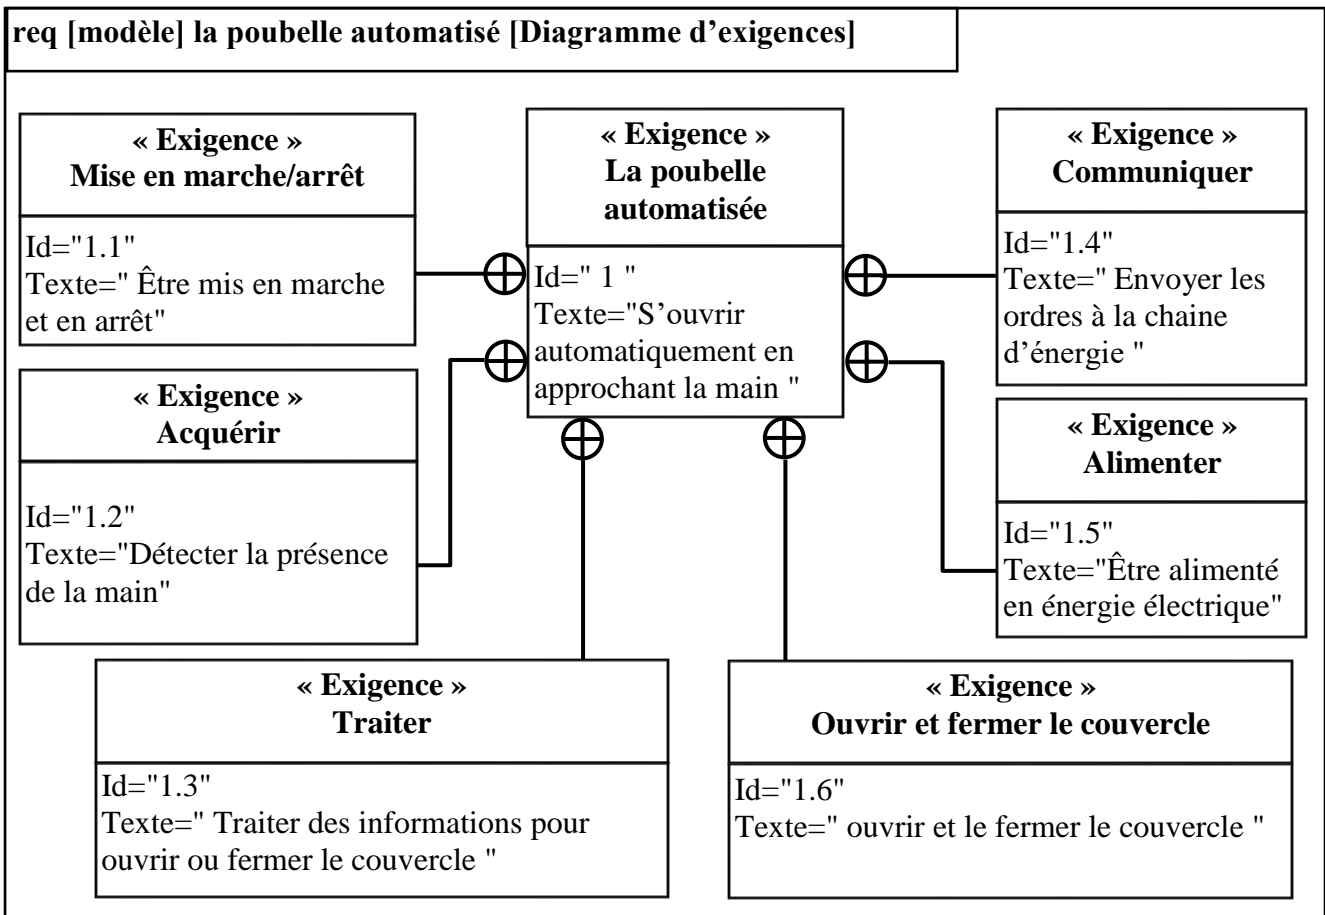 req [modèle] la poubelle automatisé [Diagramme d’exigences]
« Exigence »
Mise en marche/arrêt
Id="1.1"
Texte=" Être mis en marche
et en arrêt"
« Exigence »
La poubelle
automatisée
Id=" 1 "
Texte="S’ouvrir
automatiquement en
approchant la main "
« Exigence »
Communiquer
Id="1.4"
Texte=" Envoyer les
ordres à la chaine
d’énergie "
« Exigence »
Acquérir
Id="1.2"
Texte="Détecter la présence
de la main"
« Exigence »
Alimenter
Id="1.5"
Texte="Être alimenté
en énergie électrique"
« Exigence »
Traiter
Id="1.3"
Texte=" Traiter des informations pour
ouvrir ou fermer le couvercle "
« Exigence »
Ouvrir et fermer le couvercle
Id="1.6"
Texte=" ouvrir et le fermer le couvercle "